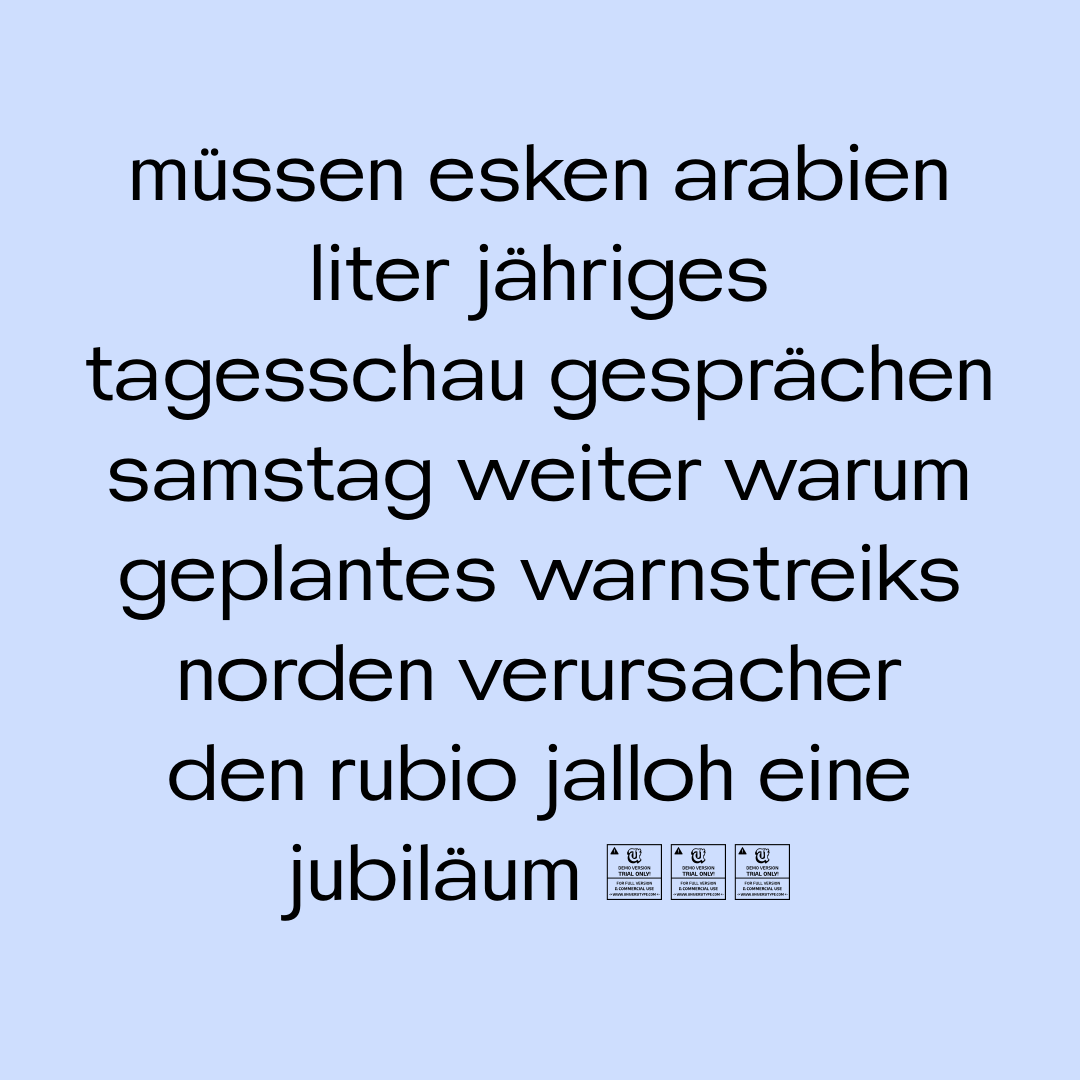 müssen esken arabien
liter jähriges
tagesschau gesprächen
samstag weiter warum
geplantes warnstreiks
norden verursacher
den rubio jalloh eine
jubiläum